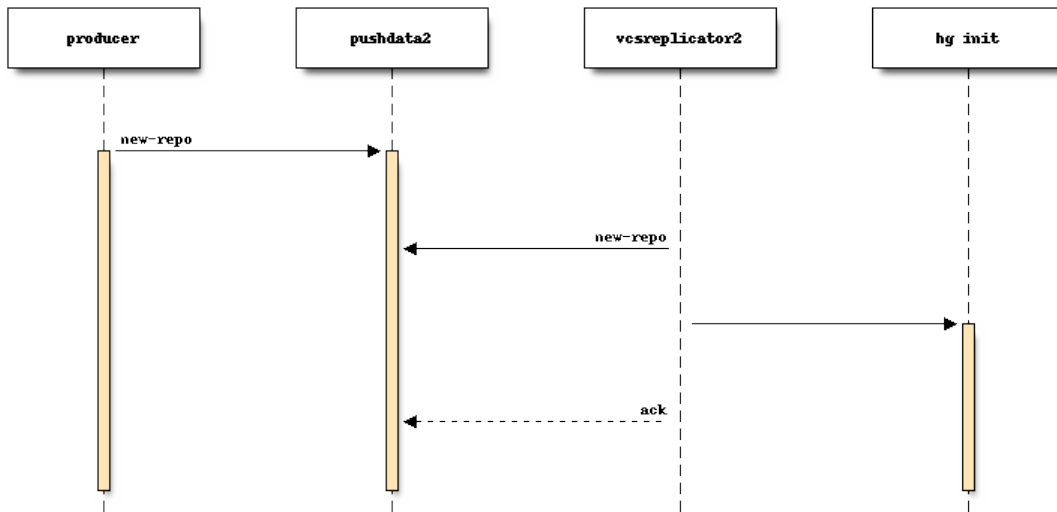 producer
pushdata2
vcsreplicator2
hg init
new-repo
new-repo
ack